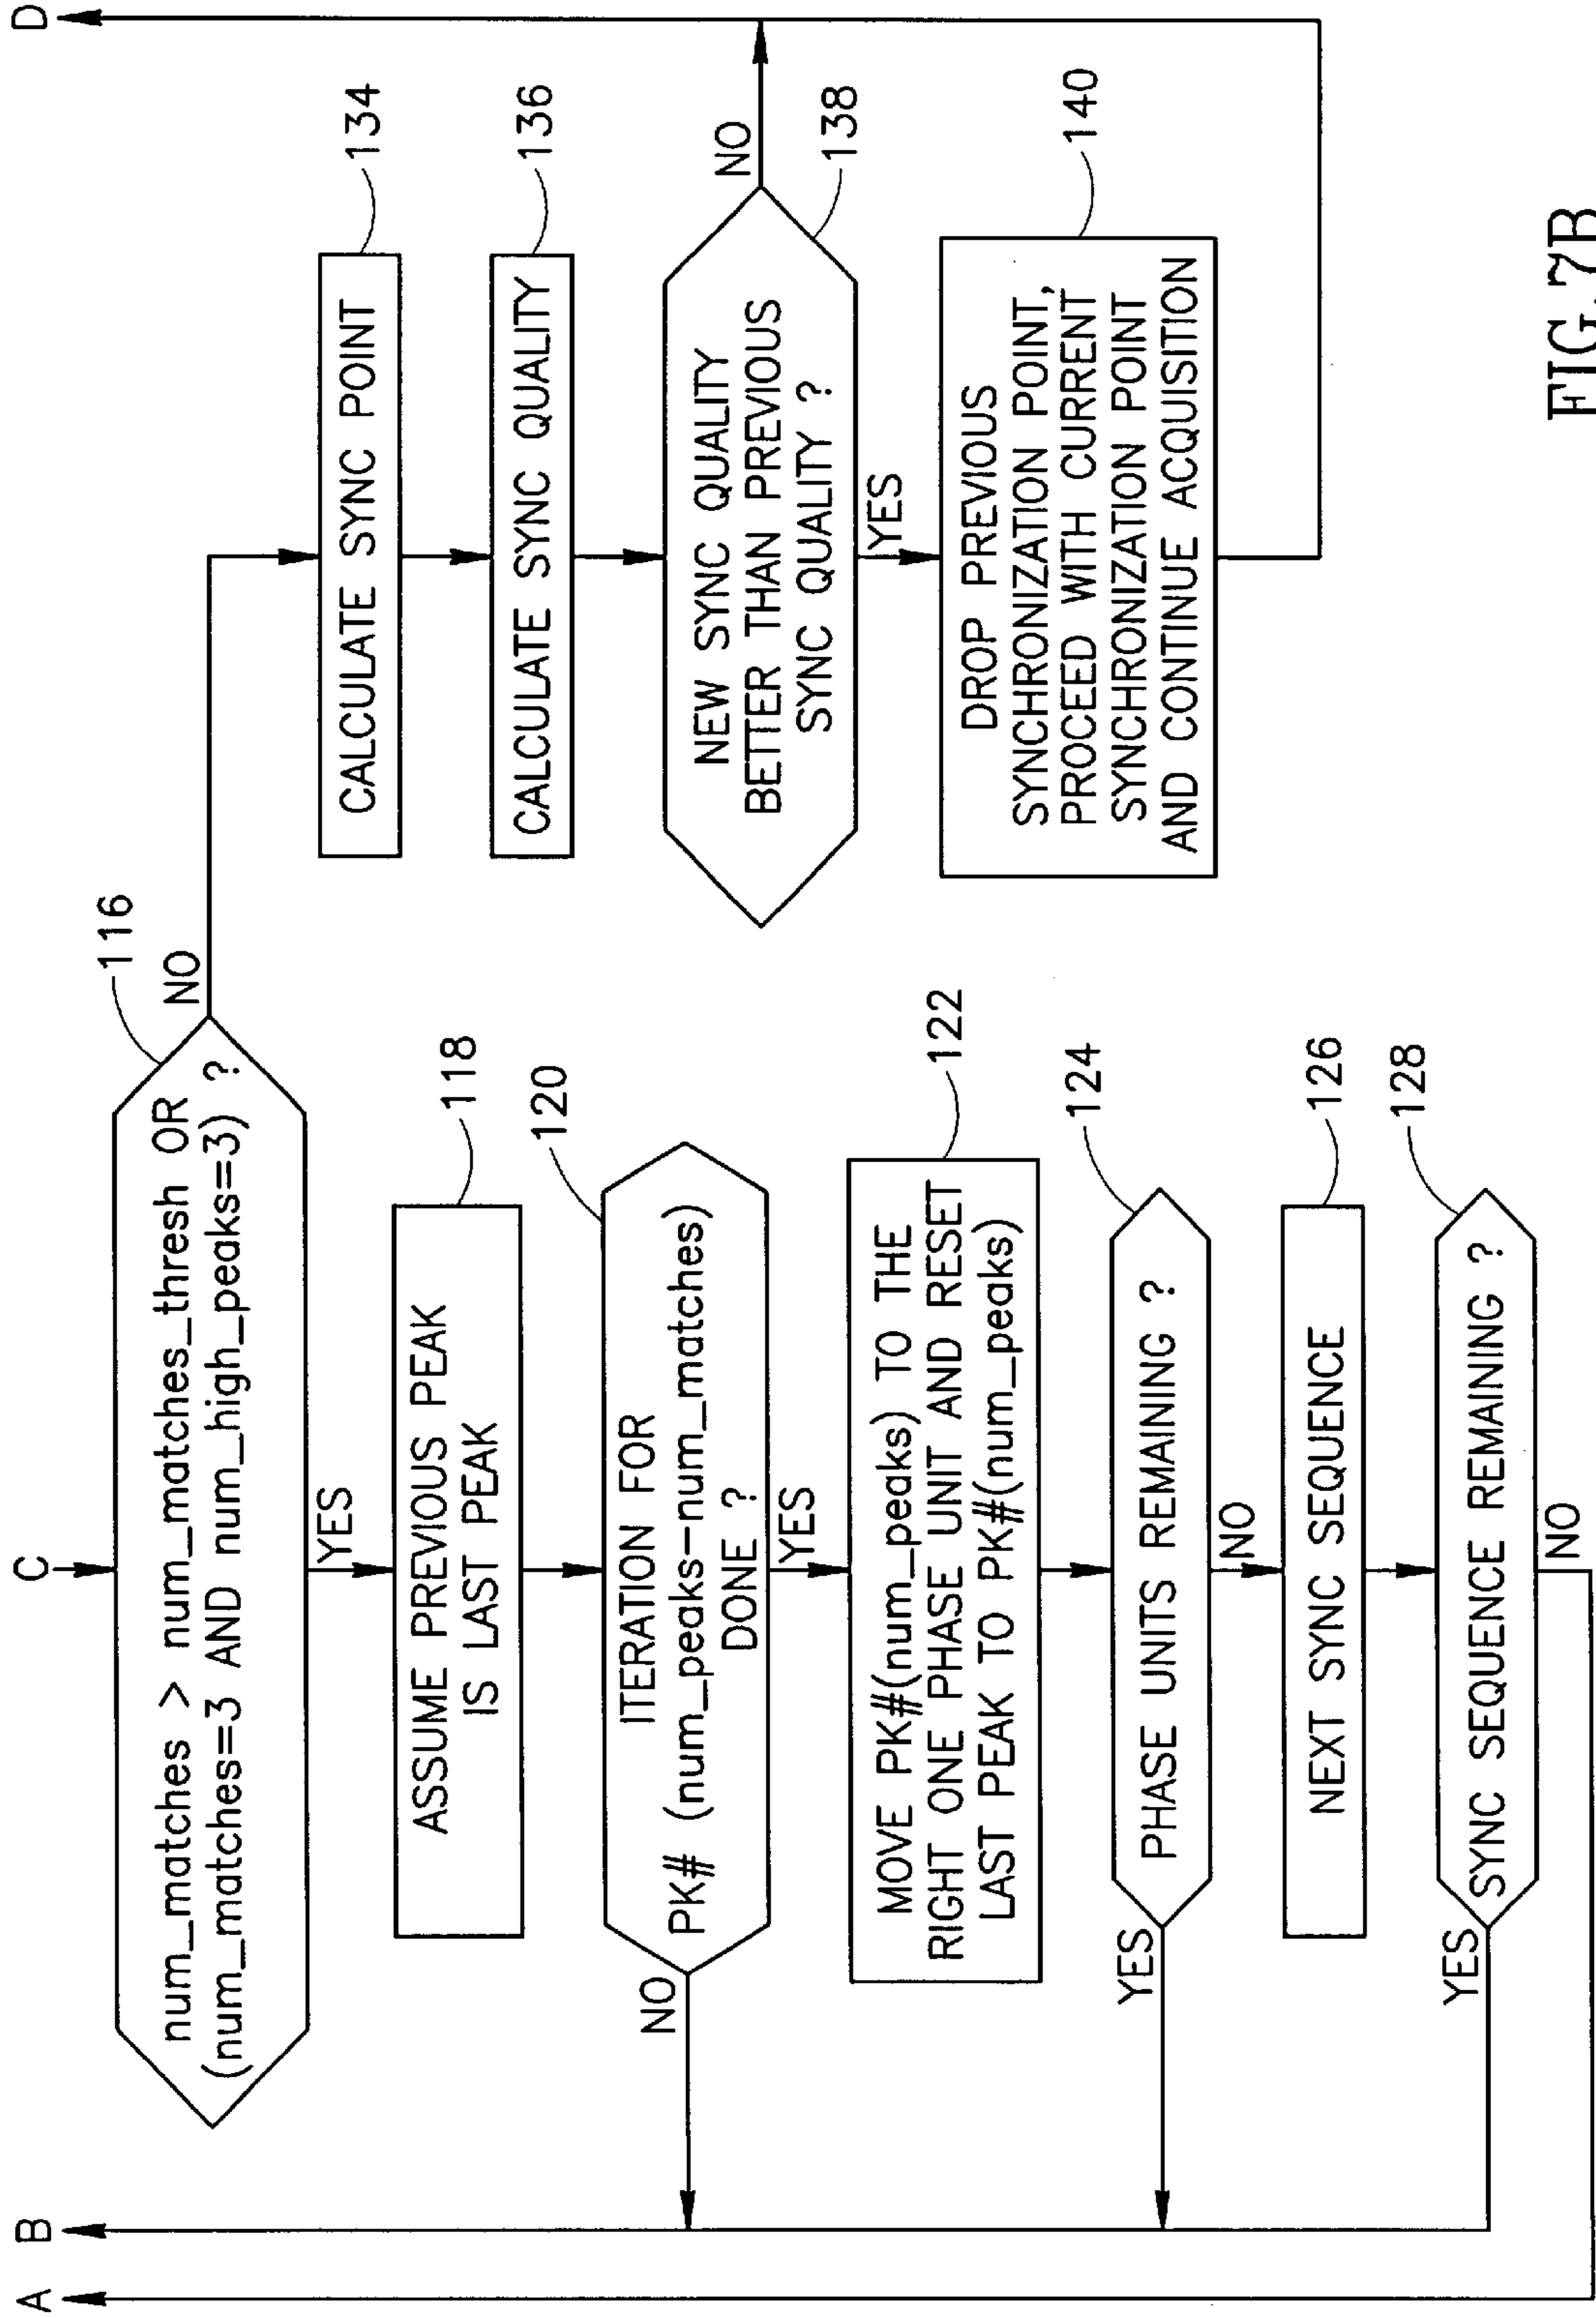 A
B
C
D
num_matches > num_matches_thresh OR
(num_matches=3 AND num_high_peaks=3) ?
116
NO
YES
ASSUME PREVIOUS PEAK
IS LAST PEAK
118
ITERATION FOR
PK# (num_peaks-num_matches)
DONE ?
120
NO
YES
MOVE PK#(num_peaks) TO THE
RIGHT ONE PHASE UNIT AND RESET
LAST PEAK TO PK#(num_peaks)
122
PHASE UNITS REMAINING ?
124
YES
NO
NEXT SYNC SEQUENCE
126
SYNC SEQUENCE REMAINING ?
128
YES
NO
CALCULATE SYNC POINT
134
CALCULATE SYNC QUALITY
136
NEW SYNC QUALITY
BETTER THAN PREVIOUS
SYNC QUALITY ?
138
NO
YES
DROP PREVIOUS
SYNCHRONIZATION POINT,
PROCEED WITH CURRENT
SYNCHRONIZATION POINT
AND CONTINUE ACQUISITION
140
FIG.7B